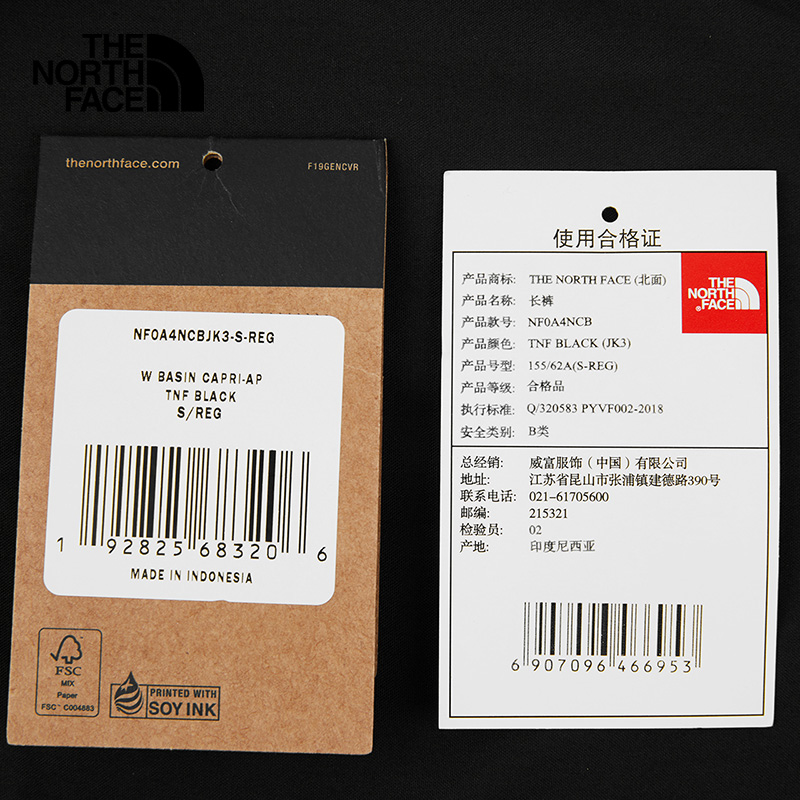 THE
NORTH
FACE
thenorthface.com
F19GENCVR
NF0A4NCBJK3-S-REG
W BASIN CAPRI-AP
TNF BLACK
S/REG
1 92825 68320 6
MADE IN INDONESIA
FSC
MIX
Paper
FSC™ C004883
PRINTED WITH
SOY INK
使用合格证
产品商标: THE NORTH FACE (北面)
产品名称: 长裤
产品款号: NF0A4NCB
产品颜色: TNF BLACK (JK3)
产品号型: 155/62A(S-REG)
产品等级: 合格品
执行标准: Q/320583 PYVF002-2018
安全类别: B类
THE
NORTH
FACE
总经销: 威富服饰（中国）有限公司
地址: 江苏省昆山市张浦镇建德路390号
联系电话: 021-61705600
邮编: 215321
检验员: 02
产地: 印度尼西亚
6 907096 466953